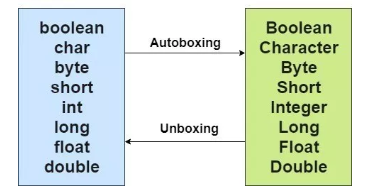 boolean
char
byte
short
int
long
float
double
Autoboxing
Unboxing
Boolean
Character
Byte
Short
Integer
Long
Float
Double